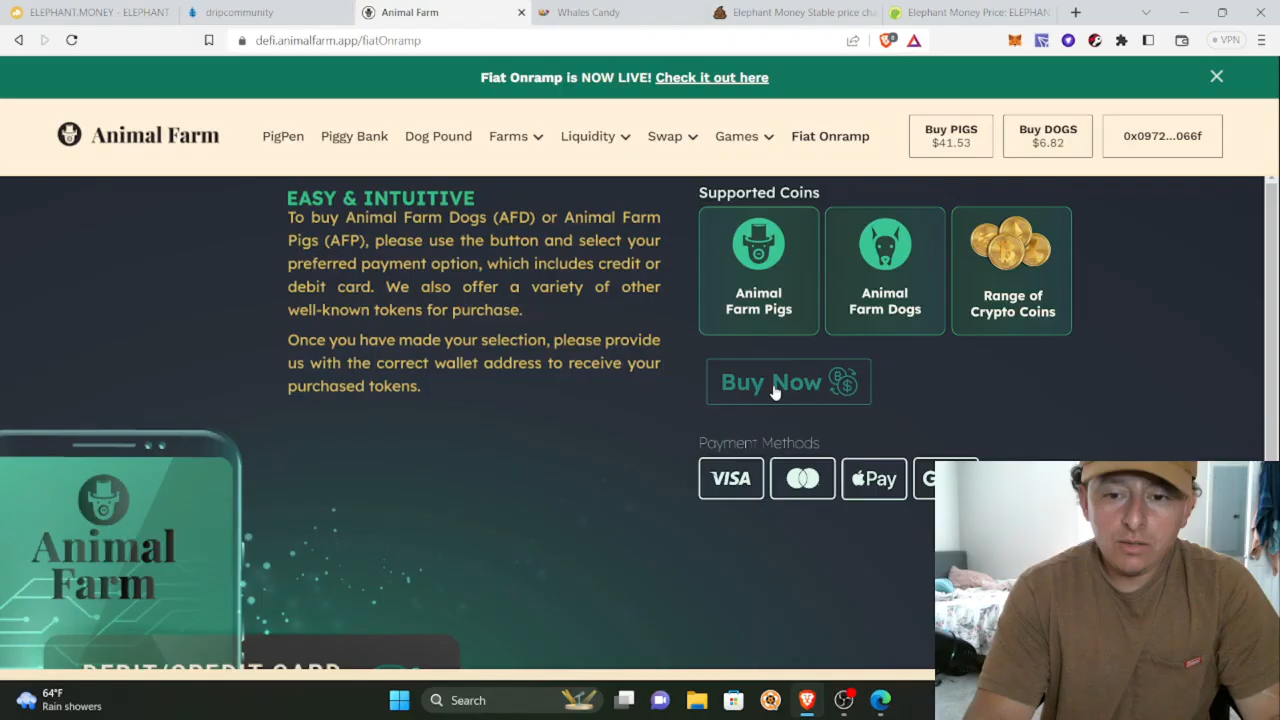 ELEPHANT.MONEY - ELEPHANT
dripcommunity
Animal Farm
Whales Candy
Elephant Money Stable price cha
Elephant Money Price: ELEPHAN
defi.animalfarm.app/fiatOnramp
VPN
Fiat Onramp is NOW LIVE! Check it out here
Animal Farm
PigPen
Piggy Bank
Dog Pound
Farms
Liquidity
Swap
Games
Fiat Onramp
Buy PIGS
$41.53
Buy DOGS
$6.82
0x0972...066f
EASY & INTUITIVE
To buy Animal Farm Dogs (AFD) or Animal Farm
Pigs (AFP), please use the button and select your
preferred payment option, which includes credit or
debit card. We also offer a variety of other
well-known tokens for purchase.
Once you have made your selection, please provide
us with the correct wallet address to receive your
purchased tokens.
Supported Coins
Animal
Farm Pigs
Animal
Farm Dogs
Range of
Crypto Coins
Buy Now
Payment Methods
VISA
Pay
G
Animal
Farm
DEBIT/CREDIT CARD
64°F
Rain showers
Search